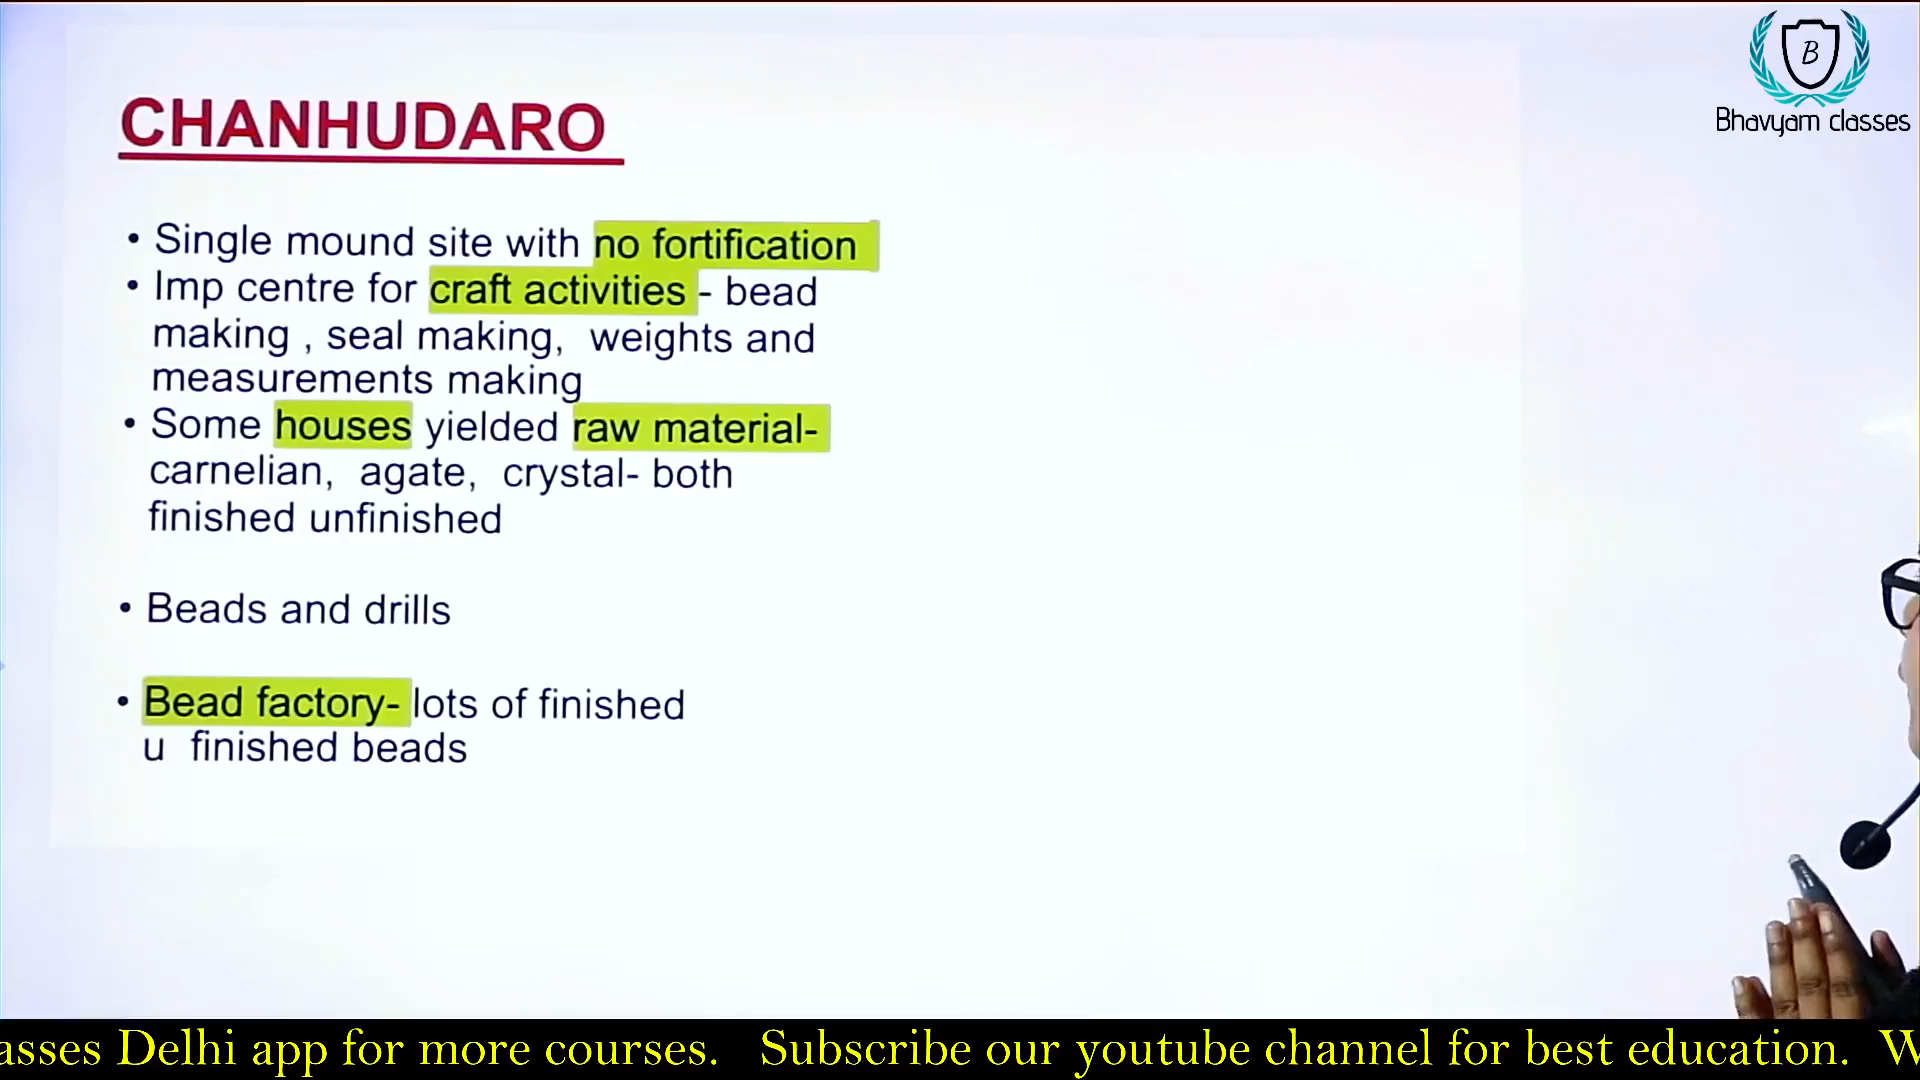 B
Bhavyam classes
CHANHUDARO
• Single mound site with no fortification
• Imp centre for craft activities - bead
making , seal making, weights and
measurements making
• Some houses yielded raw material-
carnelian, agate, crystal- both
finished unfinished
• Beads and drills
• Bead factory- lots of finished
u finished beads
asses Delhi app for more courses. Subscribe our youtube channel for best education. W